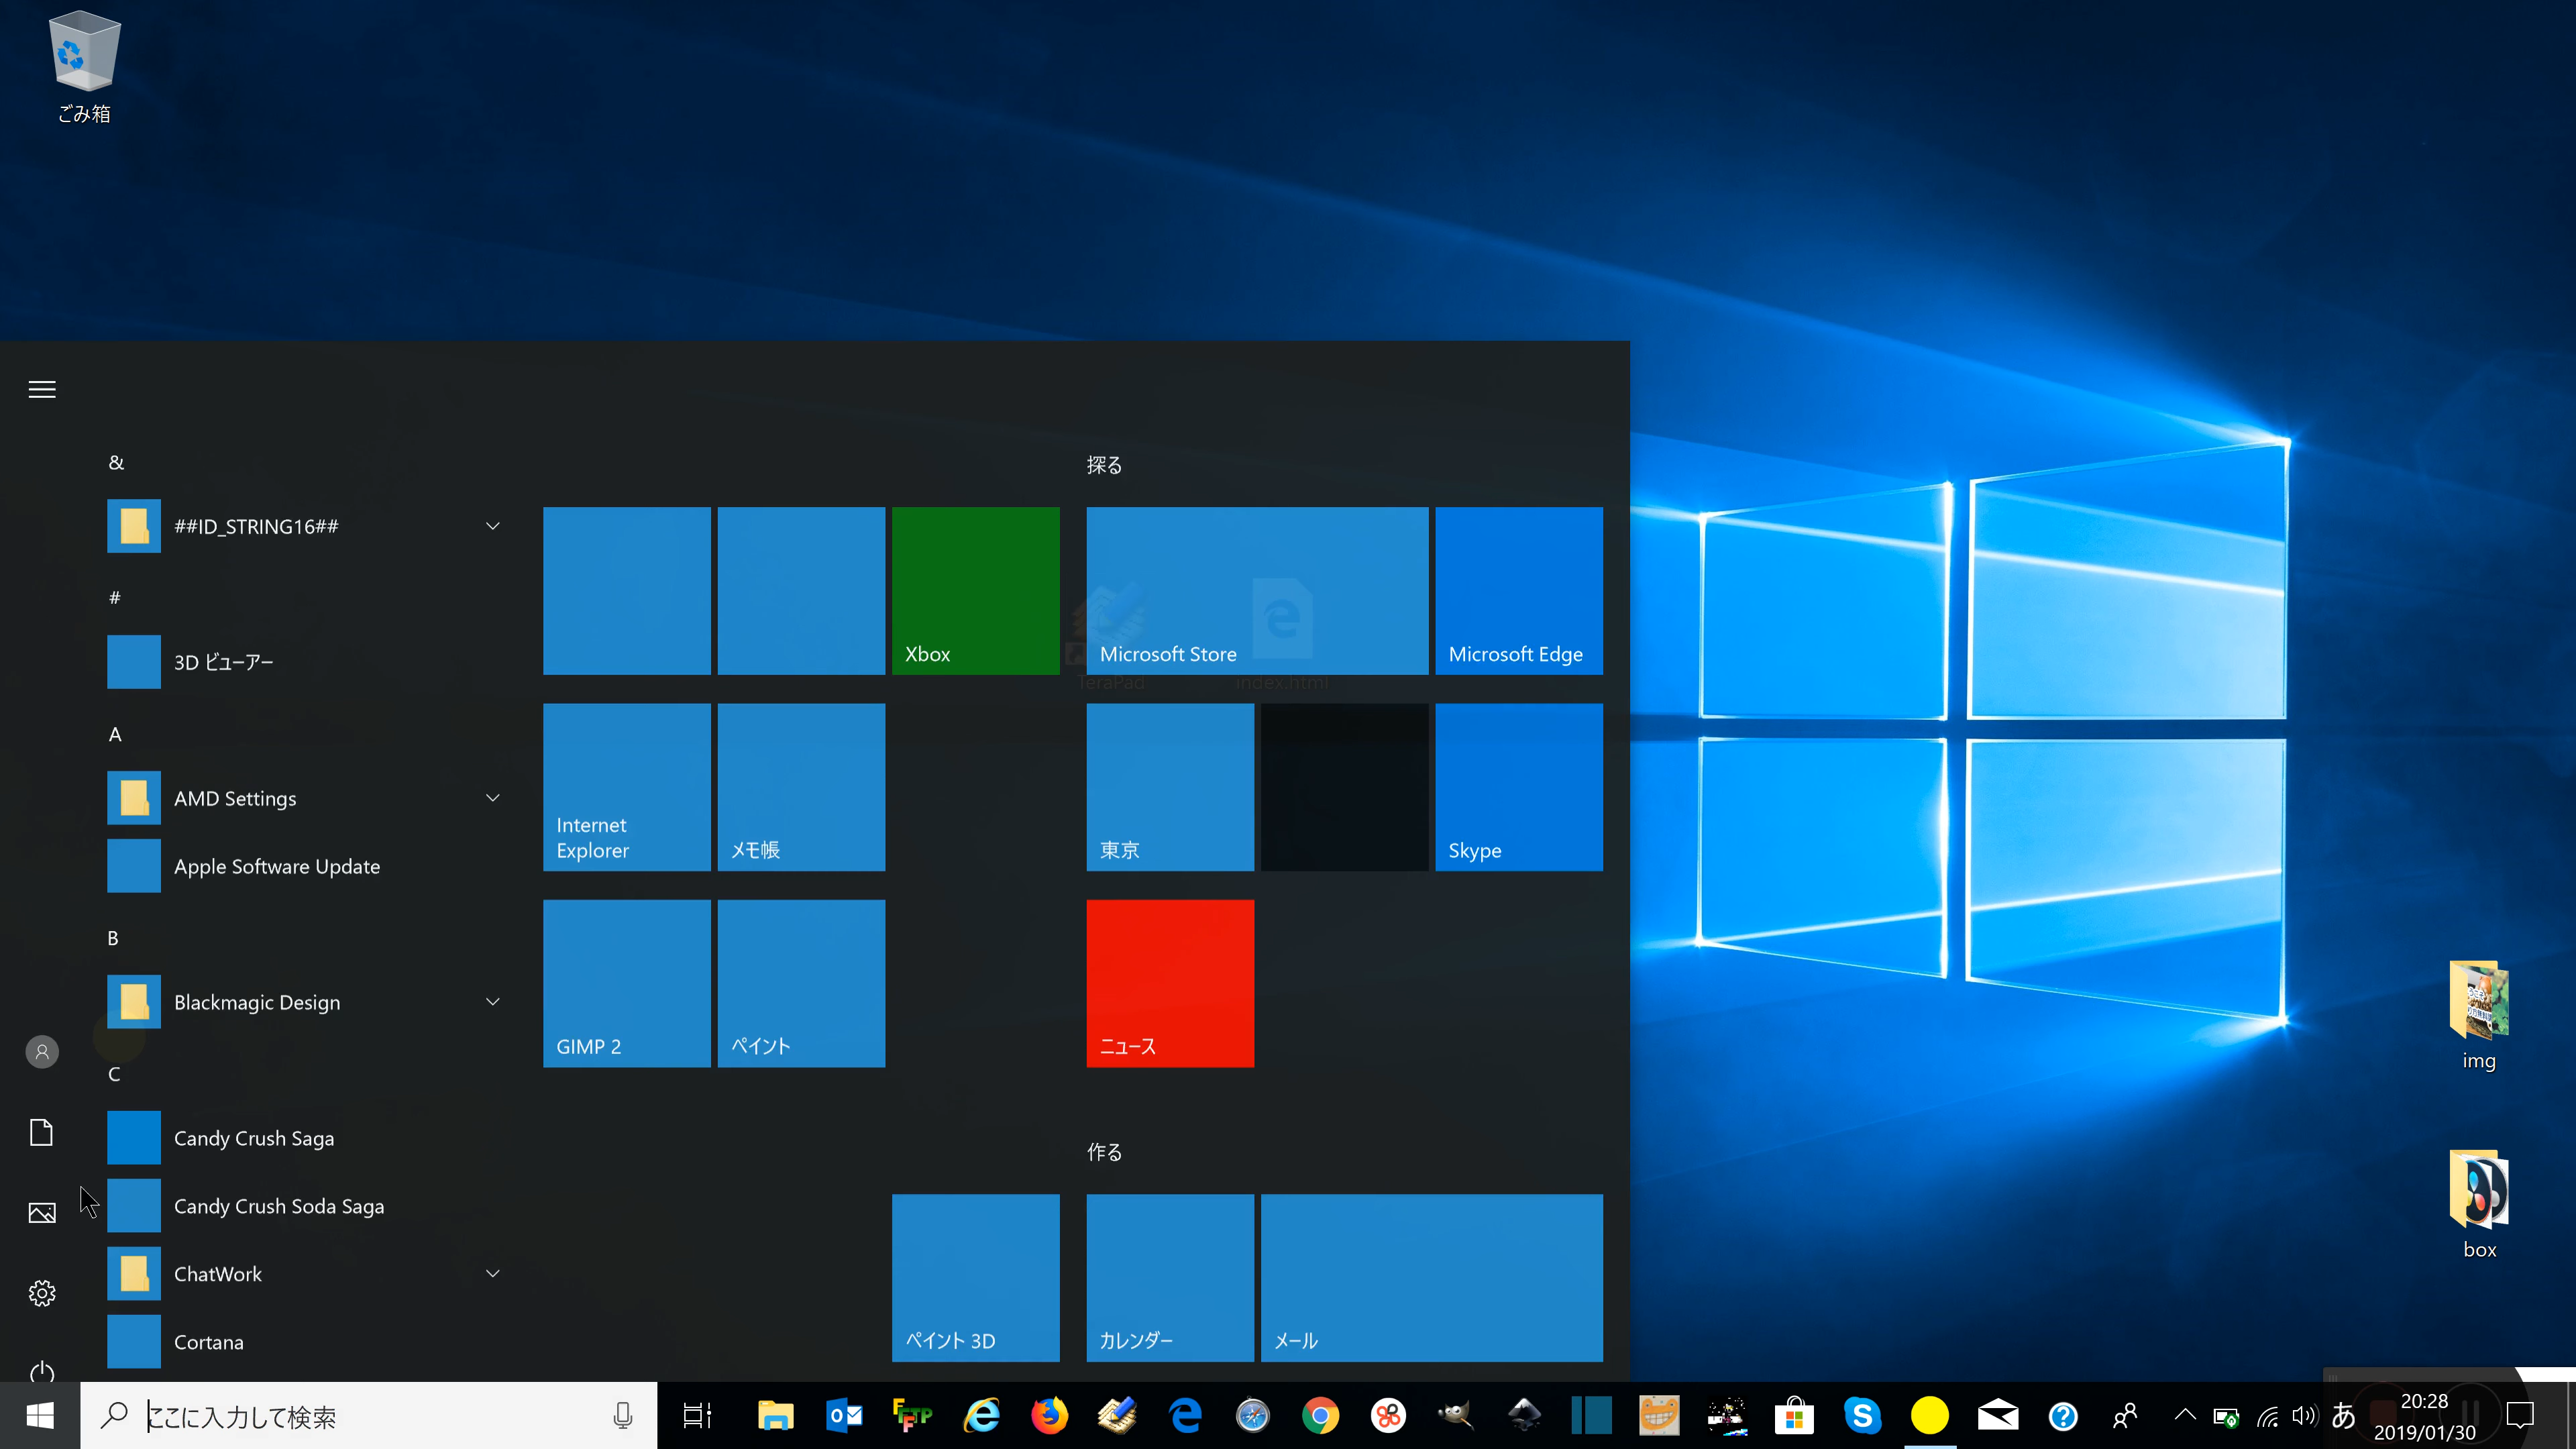 ごみ箱
&
##ID_STRING16##
#
3D ビューアー
A
AMD Settings
Apple Software Update
B
Blackmagic Design
C
Candy Crush Saga
Candy Crush Soda Saga
ChatWork
Cortana
Xbox
Internet
Explorer
メモ帳
GIMP 2
ペイント
ペイント 3D
探る
Microsoft Store
Microsoft Edge
TeraPad
index.html
東京
Skype
ニュース
作る
カレンダー
メール
img
box
ここに入力して検索
FFFTP
あ
20:28
2019/01/30